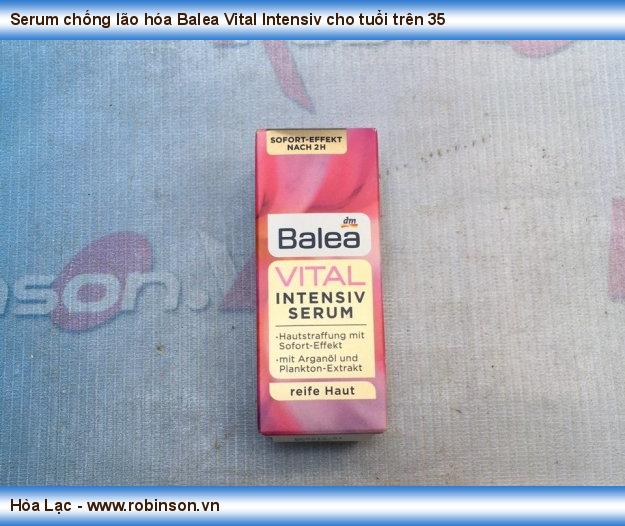 Serum chống lão hóa Balea Vital Intensiv cho tuổi trên 35
SOFORT-EFFEKT
NACH 2H
dm
Balea
VITAL
INTENSIV
SERUM
·Hautstraffung mit
Sofort-Effekt
·mit Arganöl und
Plankton-Extrakt
reife Haut
Hòa Lạc - www.robinson.vn